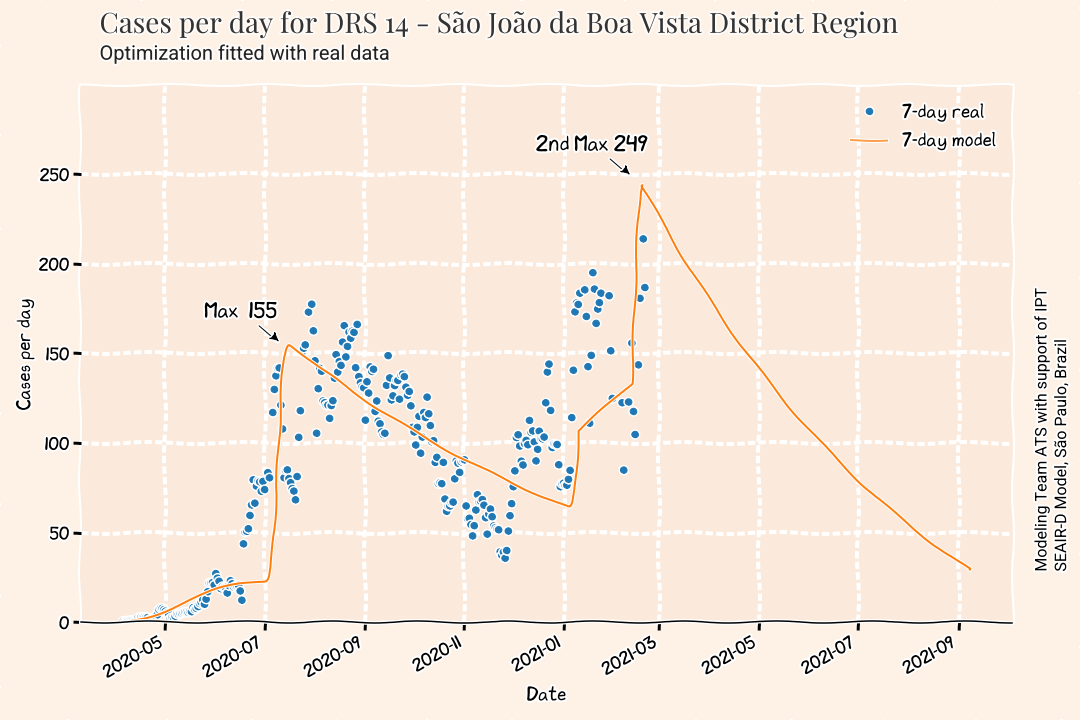 Cases per day for DRS 14 - São João da Boa Vista District Region
Optimization fitted with real data
7-day real
7-day model
2nd Max 249
Max 155
Cases per day
250
200
150
100
50
0
2020-05
2020-07
2020-09
2020-11
2021-01
2021-03
2021-05
2021-07
2021-09
Date
Modeling Team ATS with support of IPT
SEAIR-D Model, São Paulo, Brazil